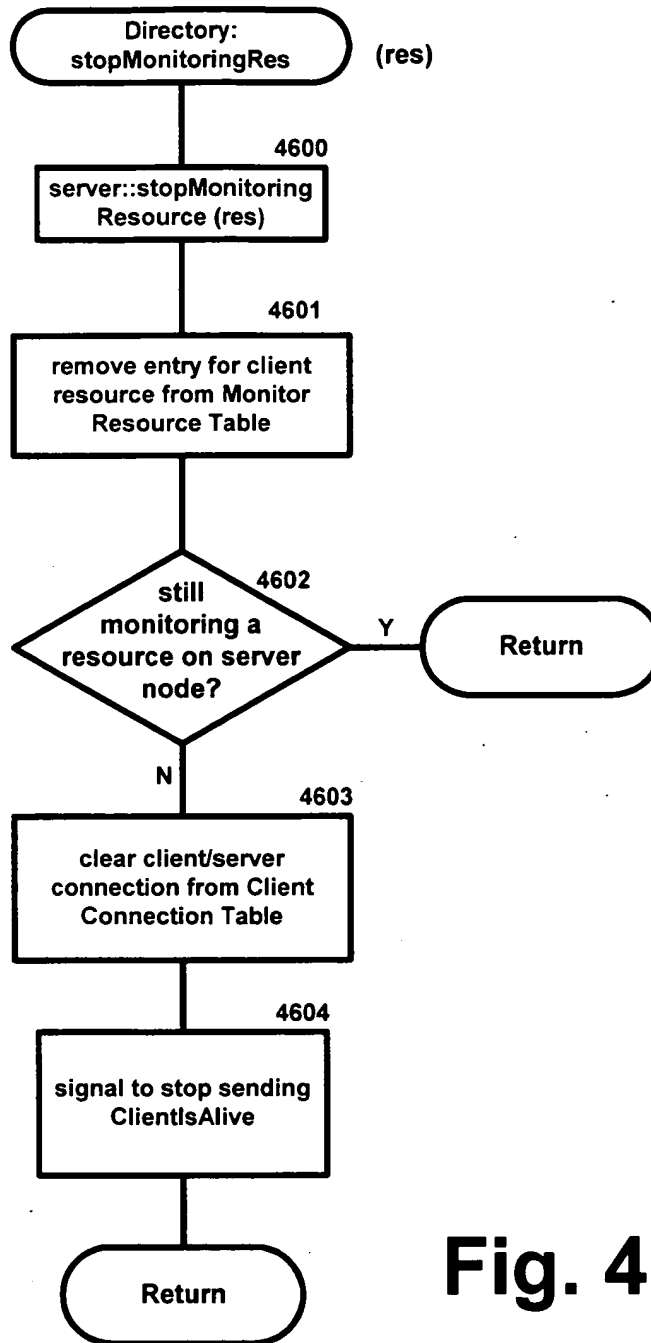 Directory:
stopMonitoringRes
(res)
4600
server::stopMonitoring
Resource (res)
4601
remove entry for client
resource from Monitor
Resource Table
4602
still
monitoring a
resource on server
node?
Y
Return
N
4603
clear client/server
connection from Client
Connection Table
4604
signal to stop sending
ClientIsAlive
Return
Fig. 4